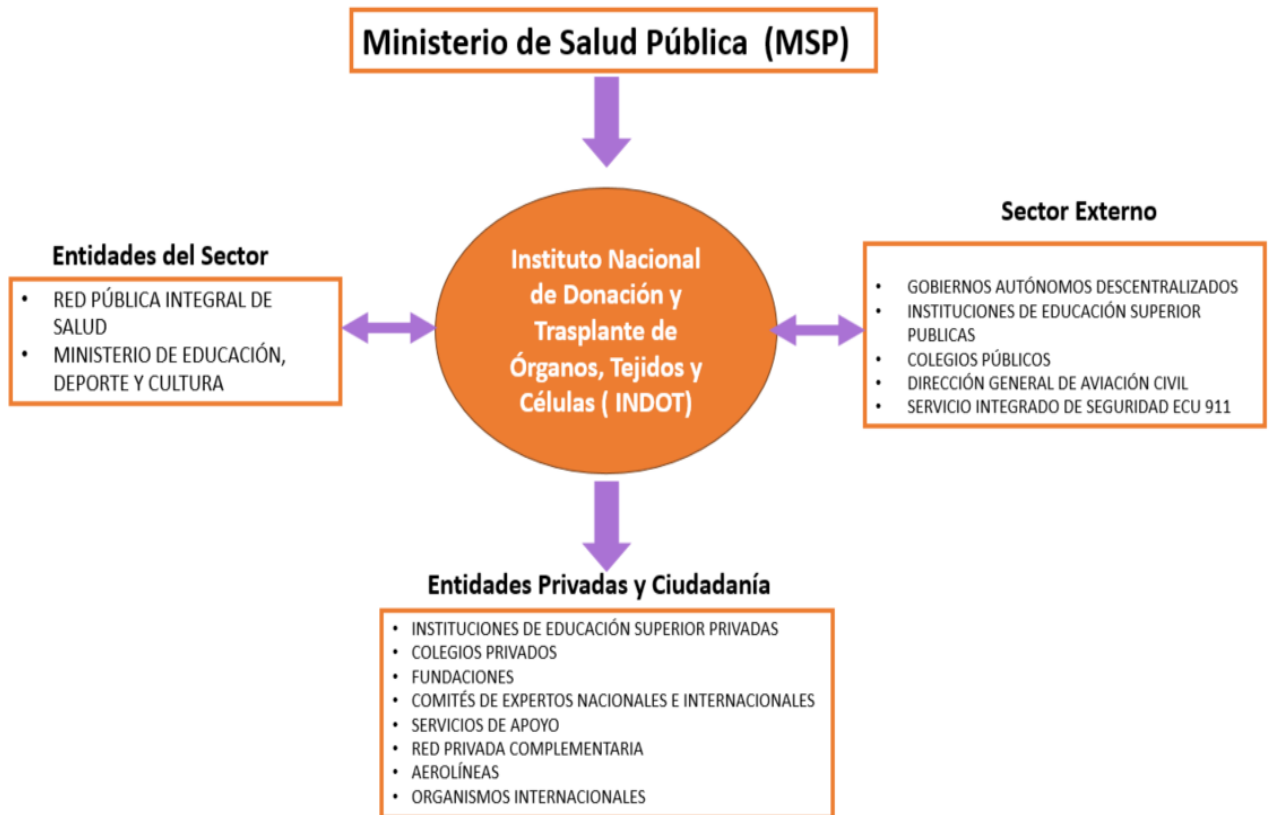 Ministerio de Salud Pública (MSP)
Entidades del Sector
• RED PÚBLICA INTEGRAL DE
SALUD
• MINISTERIO DE EDUCACIÓN,
DEPORTE Y CULTURA
Instituto Nacional
de Donación y
Trasplante de
Órganos, Tejidos y
Células ( INDOT)
Sector Externo
• GOBIERNOS AUTÓNOMOS DESCENTRALIZADOS
• INSTITUCIONES DE EDUCACIÓN SUPERIOR
PUBLICAS
• COLEGIOS PÚBLICOS
• DIRECCIÓN GENERAL DE AVIACIÓN CIVIL
• SERVICIO INTEGRADO DE SEGURIDAD ECU 911
Entidades Privadas y Ciudadanía
• INSTITUCIONES DE EDUCACIÓN SUPERIOR PRIVADAS
• COLEGIOS PRIVADOS
• FUNDACIONES
• COMITÉS DE EXPERTOS NACIONALES E INTERNACIONALES
• SERVICIOS DE APOYO
• RED PRIVADA COMPLEMENTARIA
• AEROLÍNEAS
• ORGANISMOS INTERNACIONALES